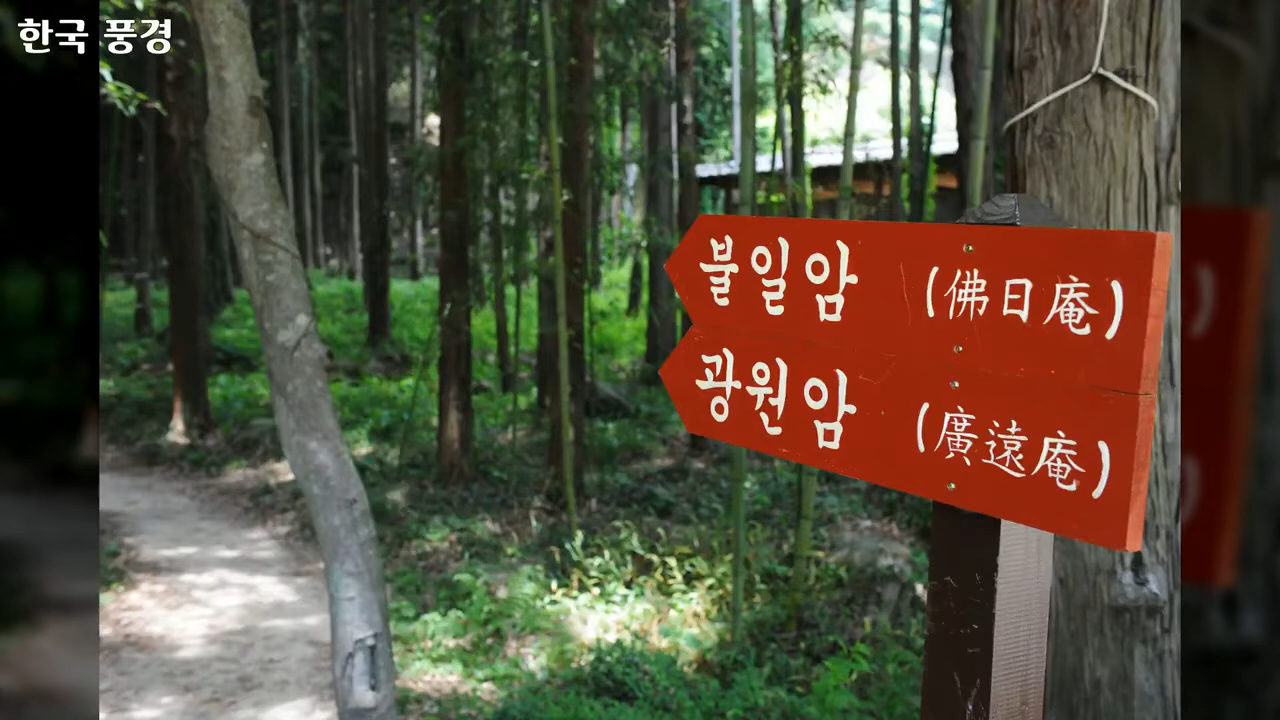 한국 풍경
불일암 (佛日庵)
광원암 (廣遠庵)